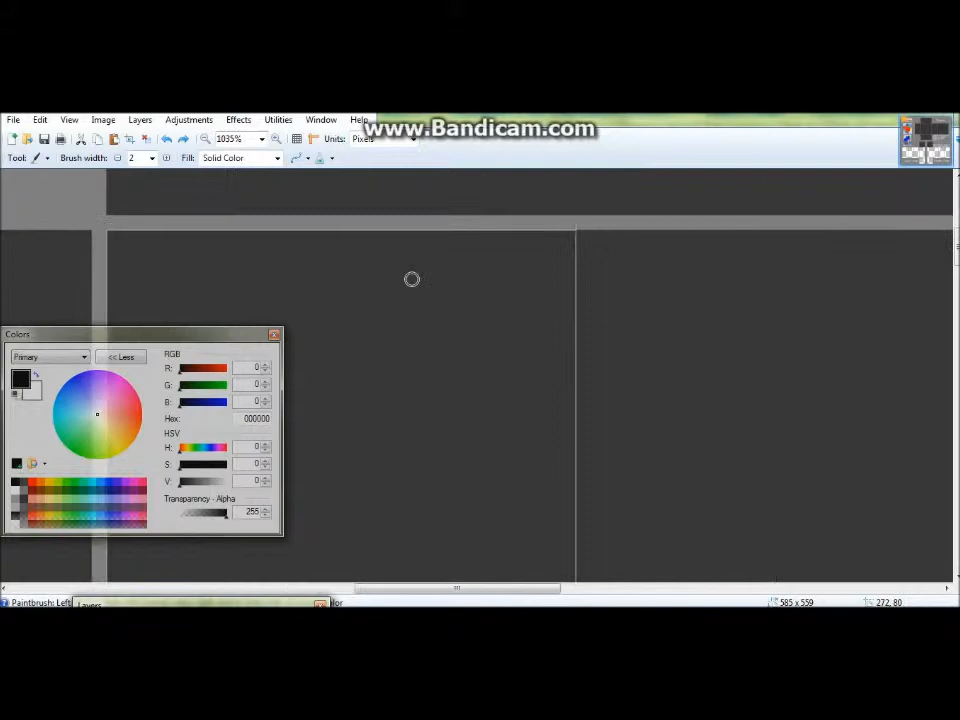 File Edit View Image Layers Adjustments Effects Utilities Window Help
www.Bandicam.com
1035% Units: Pixels
Tool: Brush width: 2 Fill: Solid Color
Colors
Primary << Less
RGB
R: 0
G: 0
B: 0
Hex: 000000
HSV
H: 0
S: 0
V: 0
Transparency - Alpha
255
Paintbrush: Left Layers 585 x 559 272, 80